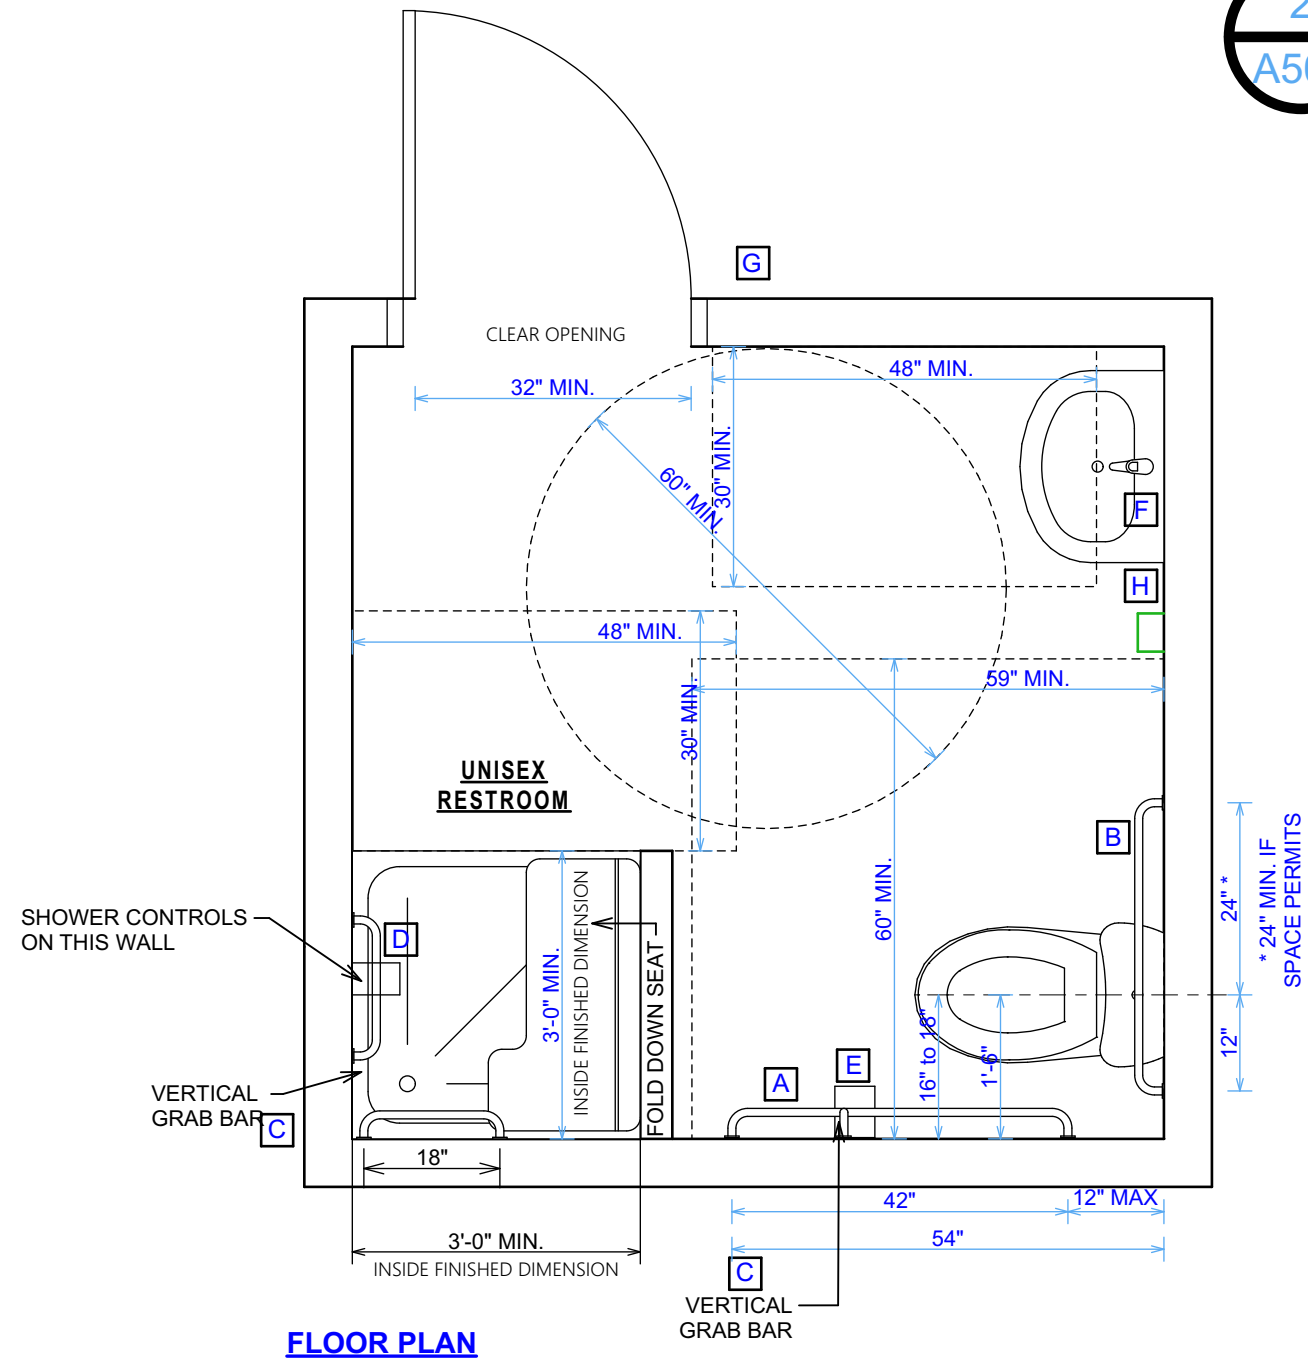 2
G
CLEAR OPENING
32" MIN.
48" MIN.
30" MIN.
60" MIN.
F
H
48" MIN.
59" MIN.
30" MIN.
UNISEX
RESTROOM
B
24" *
* 24" MIN. IF
SPACE PERMITS
60" MIN.
SHOWER CONTROLS
ON THIS WALL
D
3'-0" MIN.
INSIDE FINISHED DIMENSION
FOLD DOWN SEAT
16" to 18"
1'-6"
12"
VERTICAL
GRAB BAR
C
A
E
18"
42"
12" MAX
3'-0" MIN.
INSIDE FINISHED DIMENSION
54"
C
VERTICAL
GRAB BAR
FLOOR PLAN